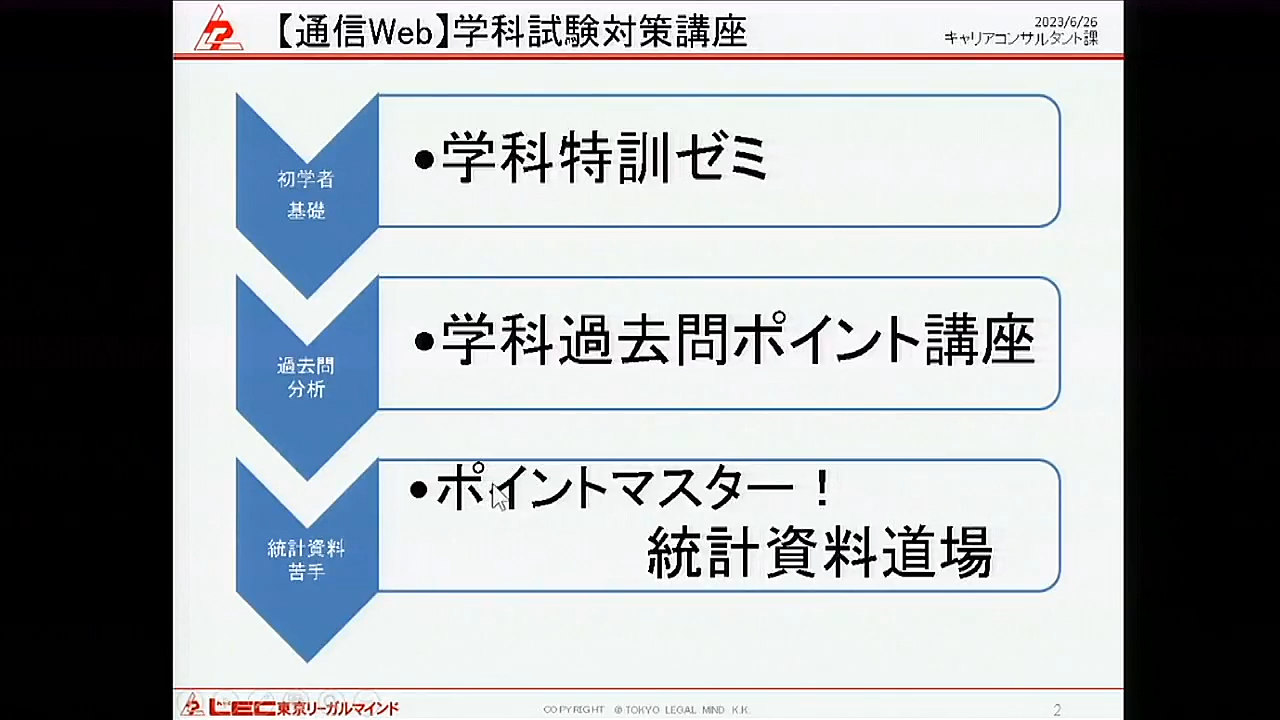 【通信Web】学科試験対策講座
2023/6/26
キャリアコンサルタント課
初学者
基礎
•学科特訓ゼミ
過去問
分析
•学科過去問ポイント講座
統計資料
苦手
•ポイントマスター！
統計資料道場
LEC東京リーガルマインド
COPYRIGHT @TOKYO LEGAL MIND K.K.
2